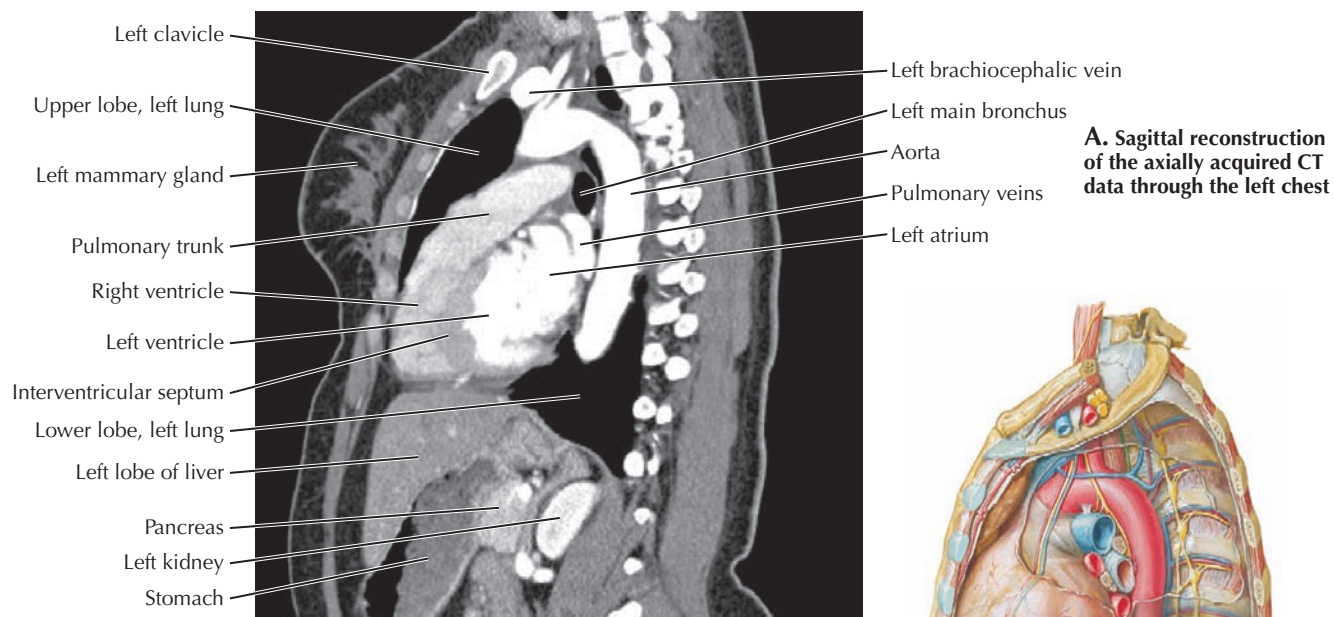 Left clavicle
Upper lobe, left lung
Left mammary gland
Pulmonary trunk
Right ventricle
Left ventricle
Interventricular septum
Lower lobe, left lung
Left lobe of liver
Pancreas
Left kidney
Stomach
Left brachiocephalic vein
Left main bronchus
Aorta
Pulmonary veins
Left atrium
A. Sagittal reconstruction
of the axially acquired CT
data through the left chest